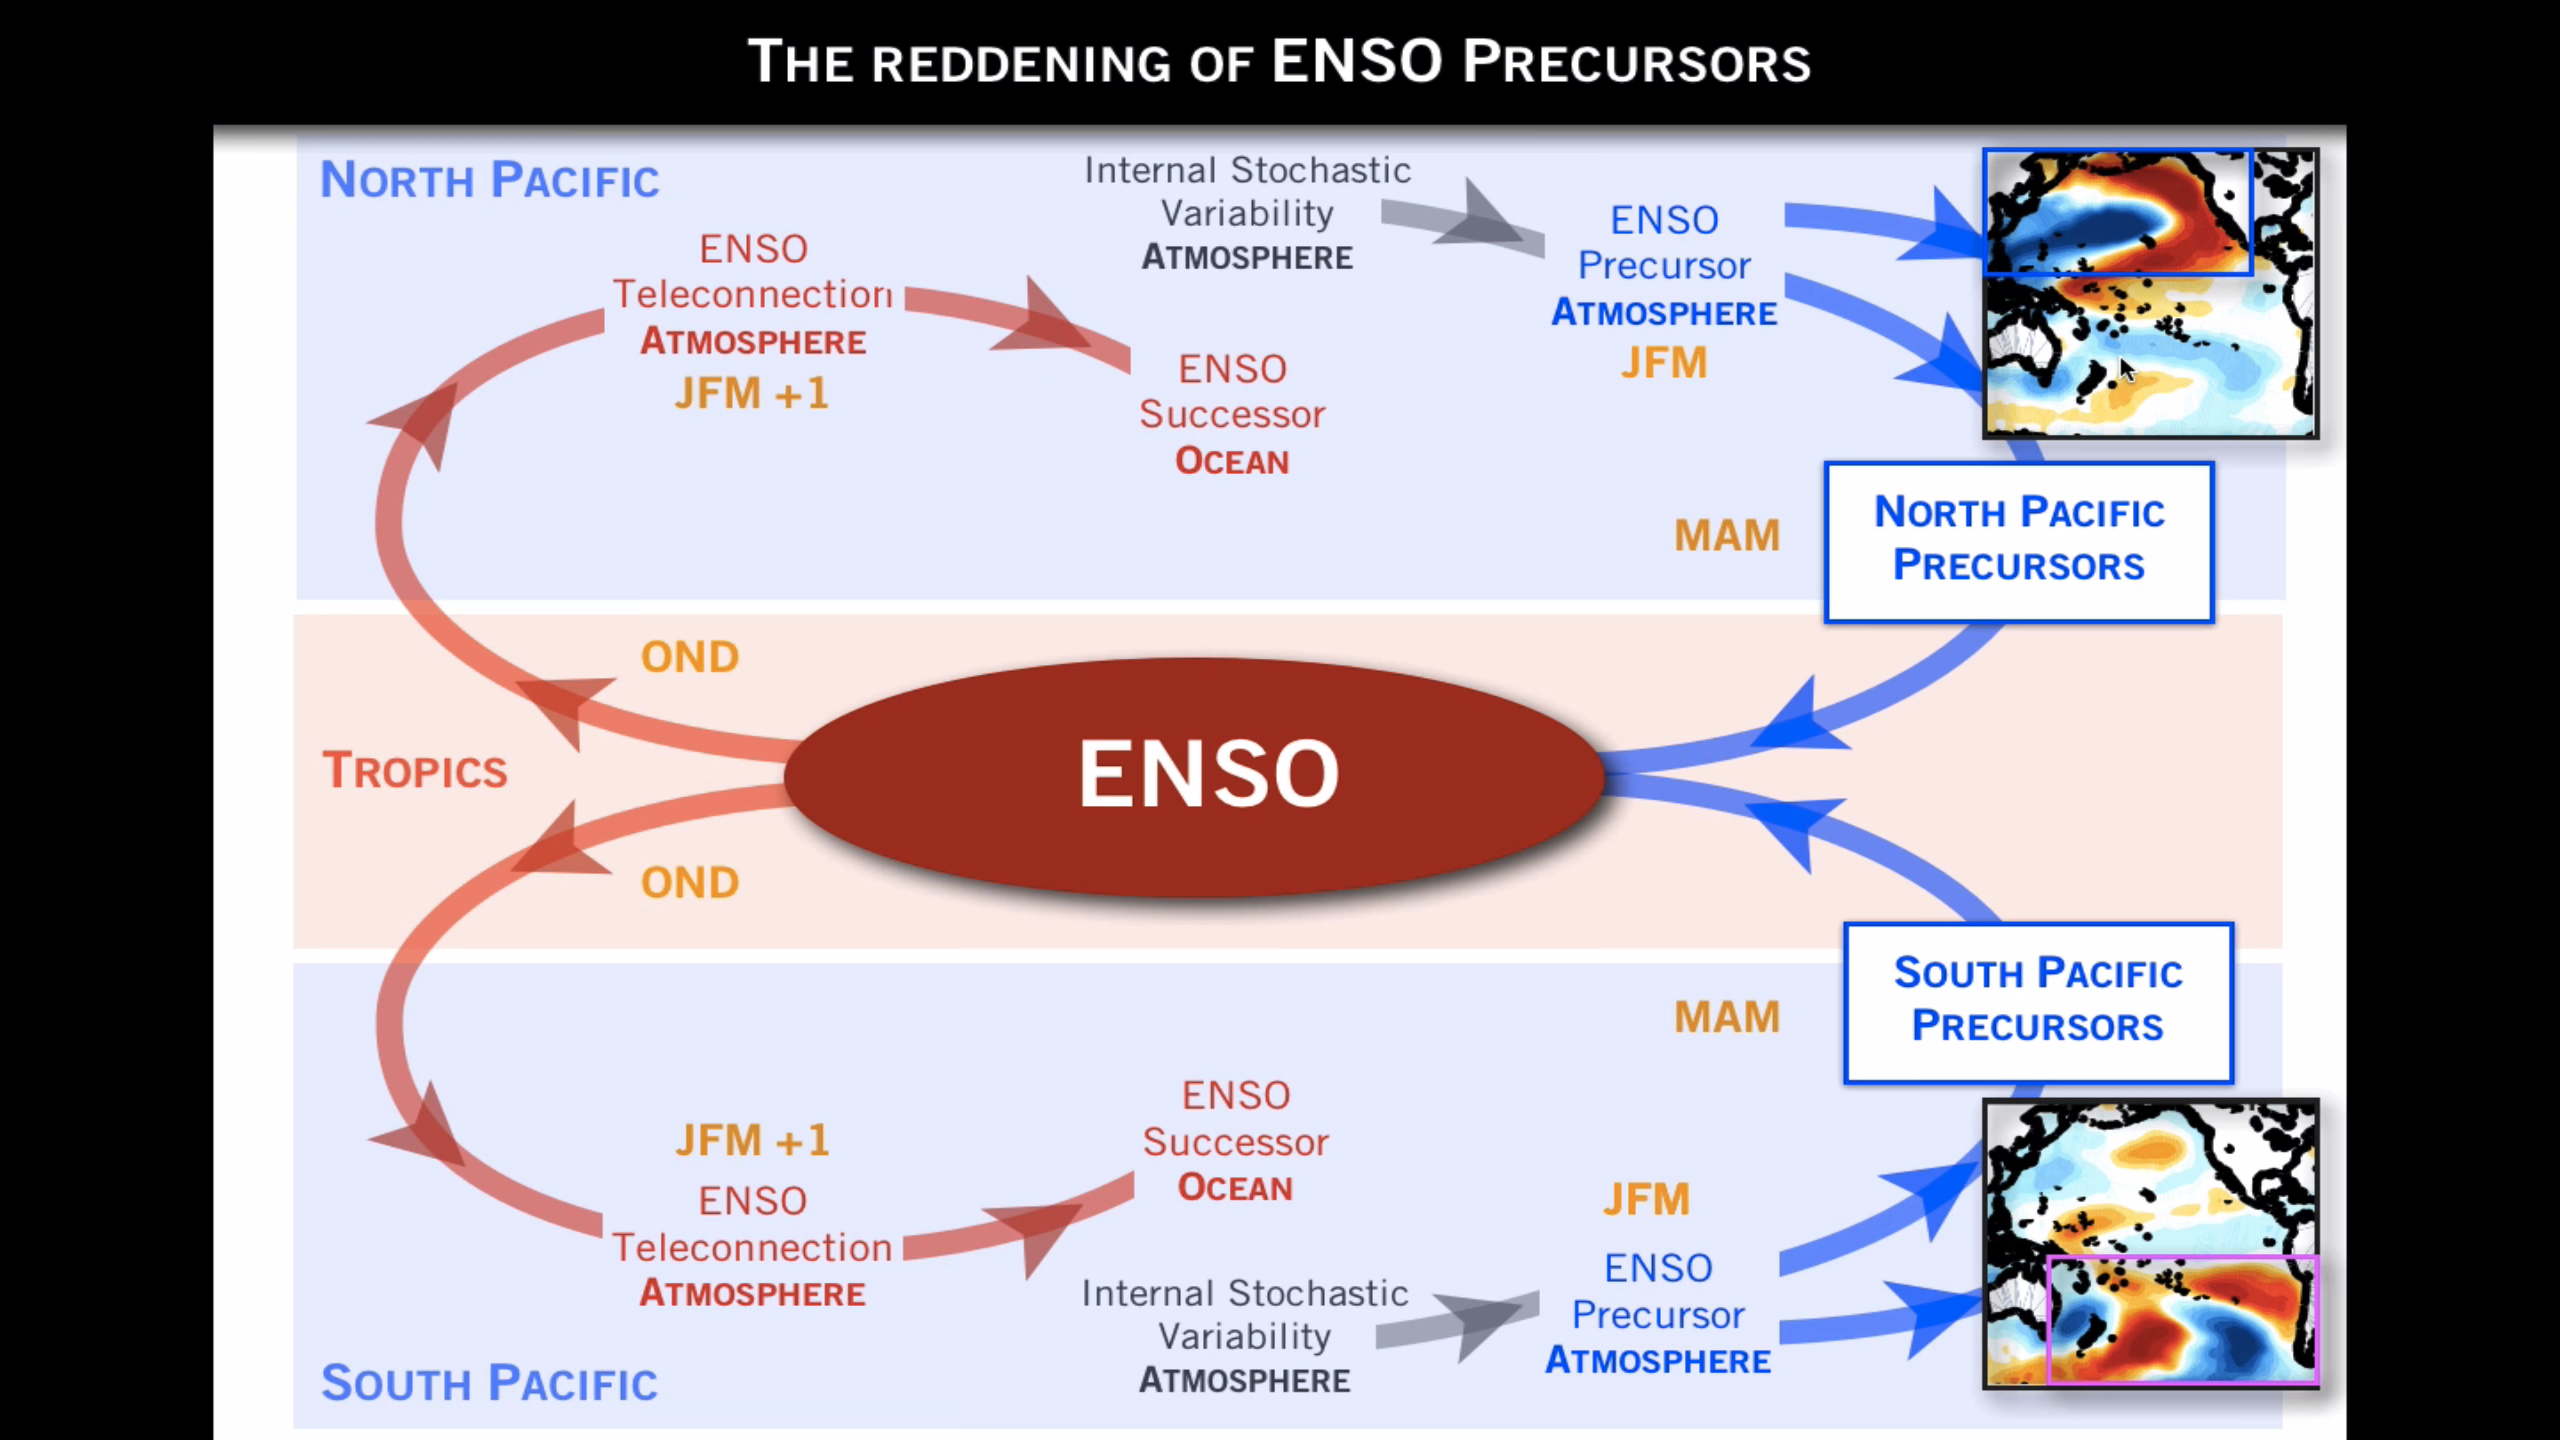 THE REDDENING OF ENSO PRECURSORS
NORTH PACIFIC
ENSO
Teleconnection
ATMOSPHERE
JFM +1
Internal Stochastic
Variability
ATMOSPHERE
ENSO
Successor
OCEAN
ENSO
Precursor
ATMOSPHERE
JFM
MAM
NORTH PACIFIC
PRECURSORS
OND
TROPICS
ENSO
OND
SOUTH PACIFIC
PRECURSORS
MAM
JFM +1
ENSO
Teleconnection
ATMOSPHERE
ENSO
Successor
OCEAN
Internal Stochastic
Variability
ATMOSPHERE
JFM
ENSO
Precursor
ATMOSPHERE
SOUTH PACIFIC